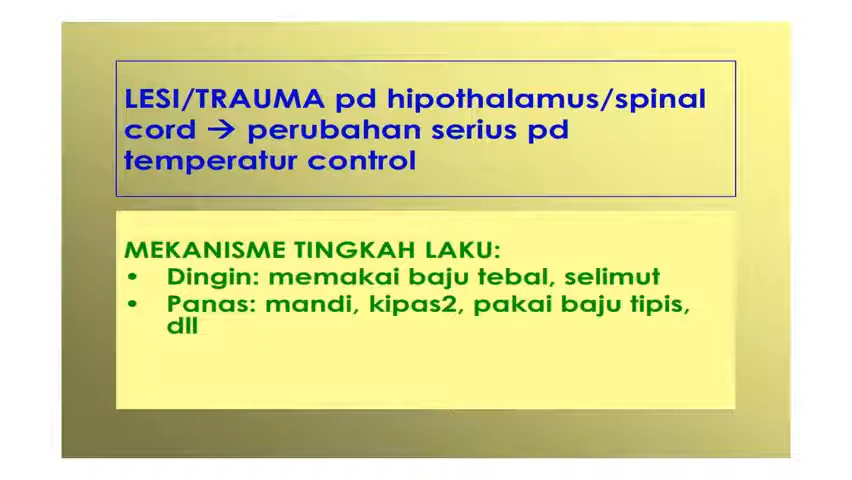 LESI/TRAUMA pd hipothalamus/spinal
cord → perubahan serius pd
temperatur control
MEKANISME TINGKAH LAKU:
• Dingin: memakai baju tebal, selimut
• Panas: mandi, kipas2, pakai baju tipis,
dll